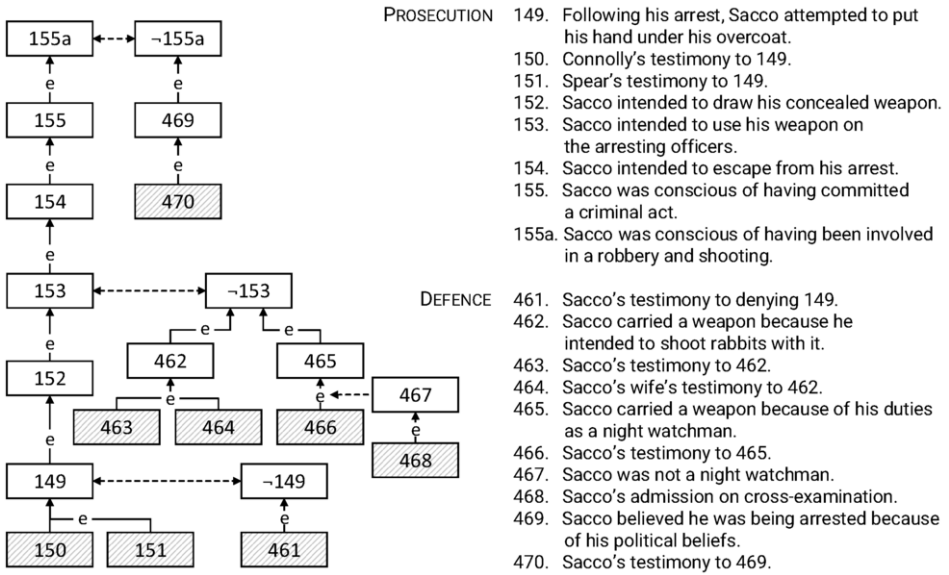 155a
¬155a
e
e
155
469
e
e
154
470
e
153
¬153
e
e
e
462
465
152
467
e
e
e
463
464
466
e
468
e
149
¬149
e
e
150
151
461
PROSECUTION 149. Following his arrest, Sacco attempted to put
his hand under his overcoat.
150. Connolly’s testimony to 149.
151. Spear’s testimony to 149.
152. Sacco intended to draw his concealed weapon.
153. Sacco intended to use his weapon on
the arresting officers.
154. Sacco intended to escape from his arrest.
155. Sacco was conscious of having committed
a criminal act.
155a. Sacco was conscious of having been involved
in a robbery and shooting.
DEFENCE 461. Sacco’s testimony to denying 149.
462. Sacco carried a weapon because he
intended to shoot rabbits with it.
463. Sacco’s testimony to 462.
464. Sacco’s wife’s testimony to 462.
465. Sacco carried a weapon because of his duties
as a night watchman.
466. Sacco’s testimony to 465.
467. Sacco was not a night watchman.
468. Sacco’s admission on cross-examination.
469. Sacco believed he was being arrested because
of his political beliefs.
470. Sacco’s testimony to 469.